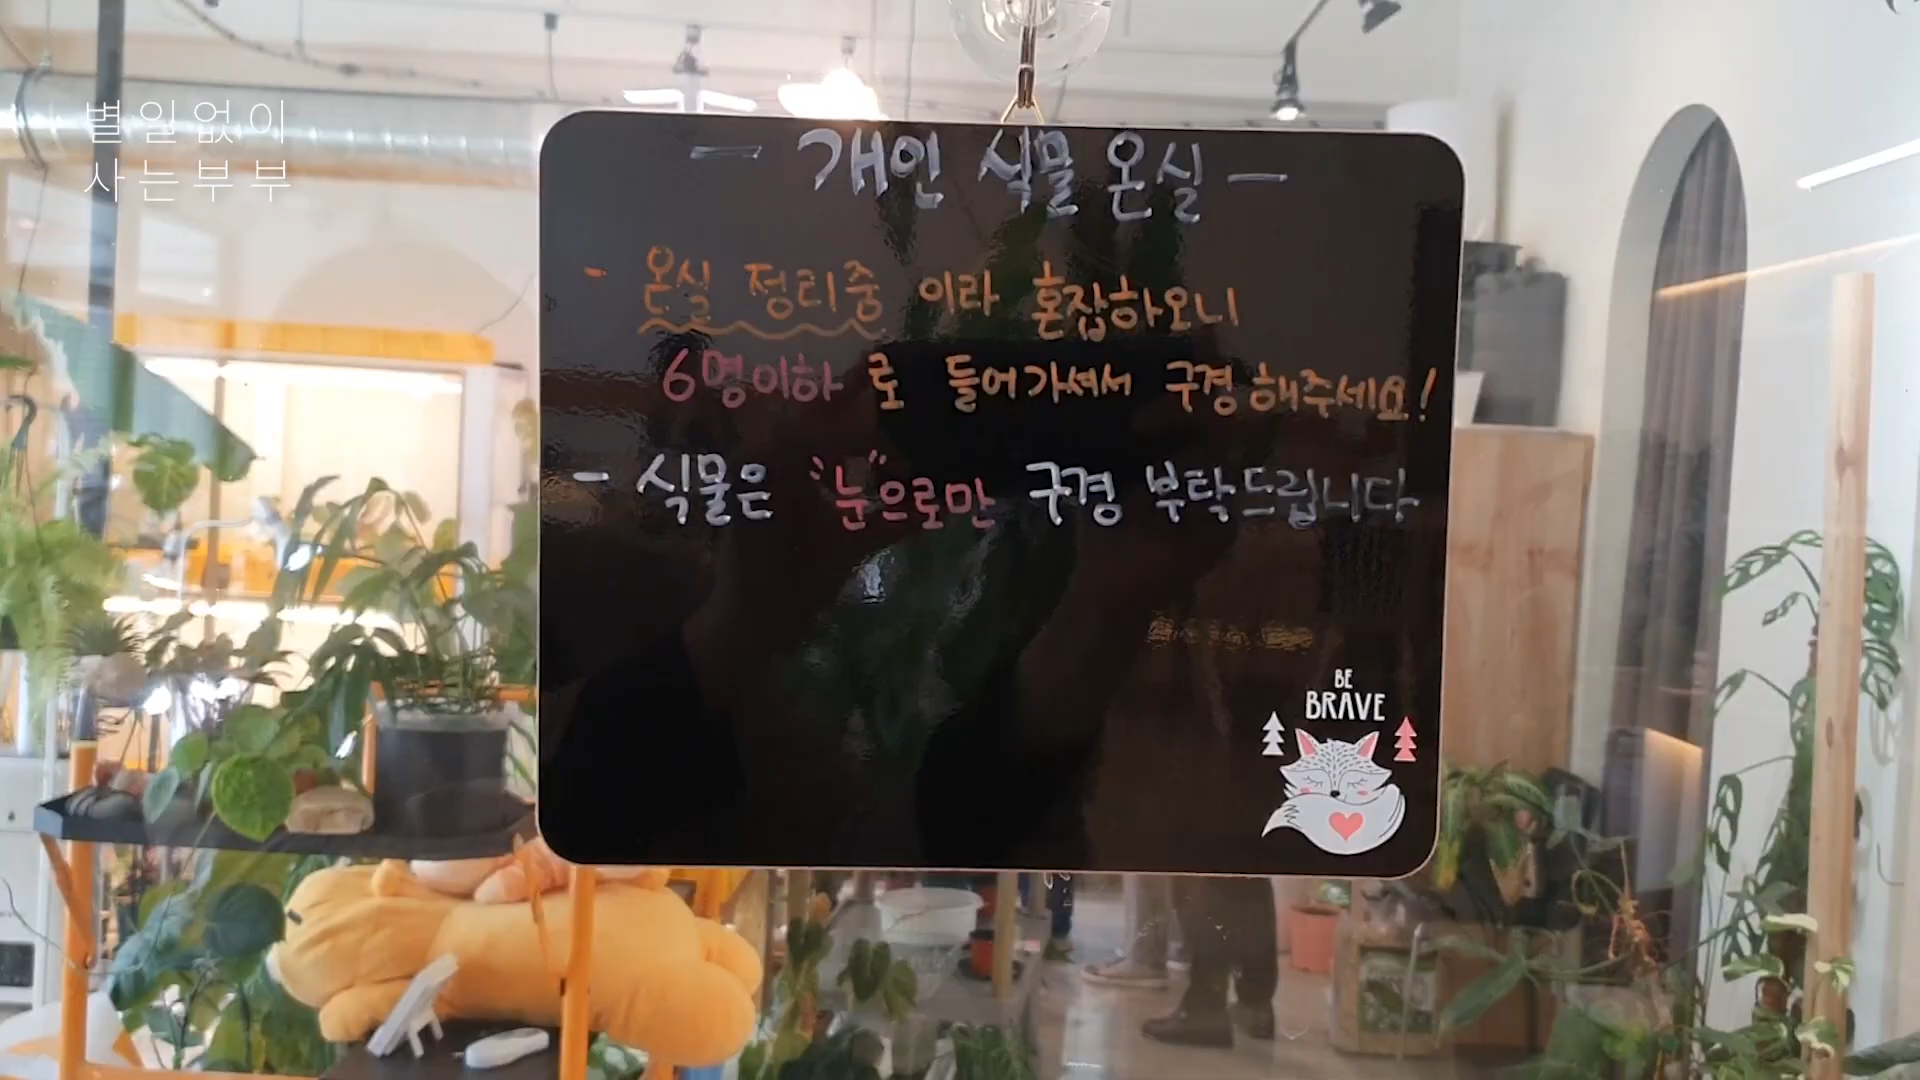 별일없이
사는부부
- 개인 식물 온실 -
- 온실 정리중 이라 혼잡하오니
6명이하 로 들어가셔서 구경해주세요!
- 식물은 "눈"으로만 구경 부탁드립니다
BE
BRAVE